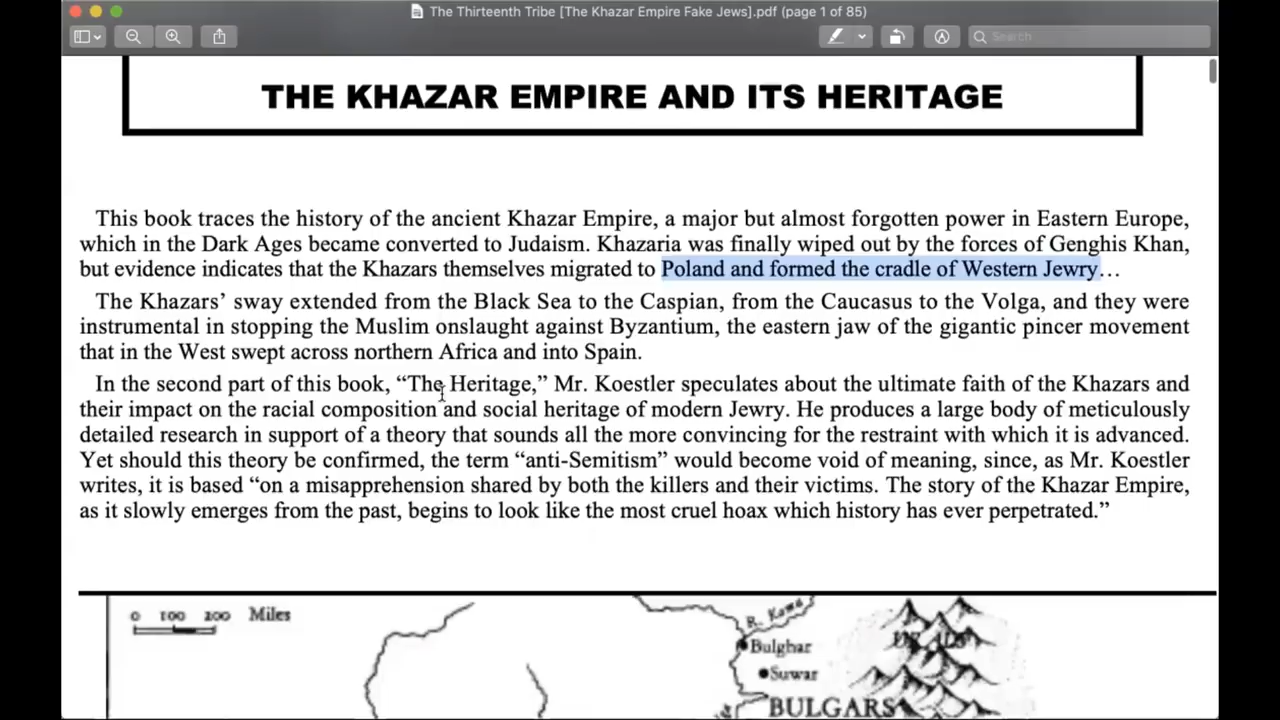 The Thirteenth Tribe [The Khazar Empire Fake Jews].pdf (page 1 of 85)
Search
THE KHAZAR EMPIRE AND ITS HERITAGE
This book traces the history of the ancient Khazar Empire, a major but almost forgotten power in Eastern Europe,
which in the Dark Ages became converted to Judaism. Khazaria was finally wiped out by the forces of Genghis Khan,
but evidence indicates that the Khazars themselves migrated to Poland and formed the cradle of Western Jewry…
The Khazars’ sway extended from the Black Sea to the Caspian, from the Caucasus to the Volga, and they were
instrumental in stopping the Muslim onslaught against Byzantium, the eastern jaw of the gigantic pincer movement
that in the West swept across northern Africa and into Spain.
In the second part of this book, “The Heritage,” Mr. Koestler speculates about the ultimate faith of the Khazars and
their impact on the racial composition and social heritage of modern Jewry. He produces a large body of meticulously
detailed research in support of a theory that sounds all the more convincing for the restraint with which it is advanced.
Yet should this theory be confirmed, the term “anti-Semitism” would become void of meaning, since, as Mr. Koestler
writes, it is based “on a misapprehension shared by both the killers and their victims. The story of the Khazar Empire,
as it slowly emerges from the past, begins to look like the most cruel hoax which history has ever perpetrated.”
0 100 200 Miles
R. Kama
Bulghar
Suwar
BULGARS